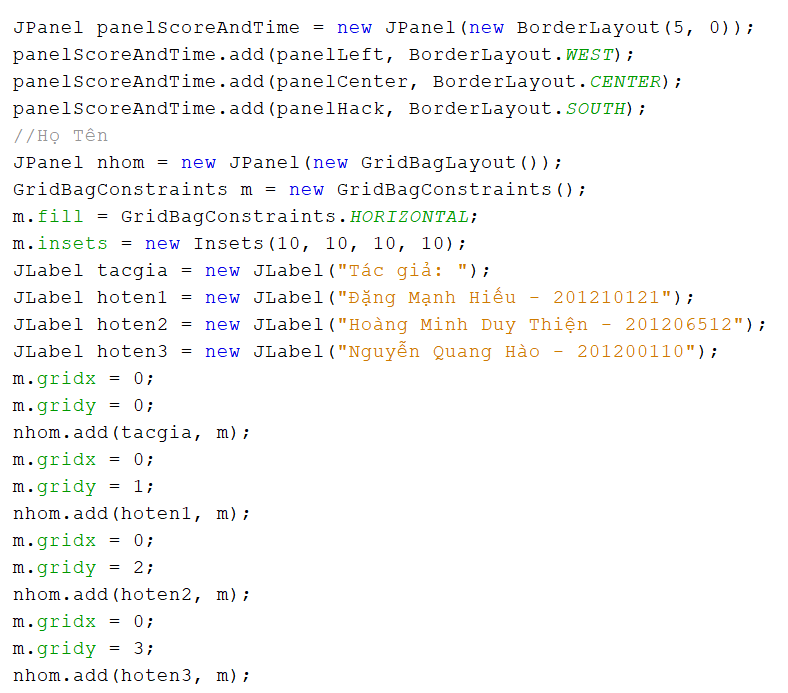 JPanel panelScoreAndTime = new JPanel(new BorderLayout(5, 0));
panelScoreAndTime.add(panelLeft, BorderLayout.WEST);
panelScoreAndTime.add(panelCenter, BorderLayout.CENTER);
panelScoreAndTime.add(panelHack, BorderLayout.SOUTH);
//Họ Tên
JPanel nhom = new JPanel(new GridBagLayout());
GridBagConstraints m = new GridBagConstraints();
m.fill = GridBagConstraints.HORIZONTAL;
m.insets = new Insets(10, 10, 10, 10);
JLabel tacgia = new JLabel("Tác giả: ");
JLabel hoten1 = new JLabel("Đặng Mạnh Hiếu - 201210121");
JLabel hoten2 = new JLabel("Hoàng Minh Duy Thiện - 201206512");
JLabel hoten3 = new JLabel("Nguyễn Quang Hào - 201200110");
m.gridx = 0;
m.gridy = 0;
nhom.add(tacgia, m);
m.gridx = 0;
m.gridy = 1;
nhom.add(hoten1, m);
m.gridx = 0;
m.gridy = 2;
nhom.add(hoten2, m);
m.gridx = 0;
m.gridy = 3;
nhom.add(hoten3, m);